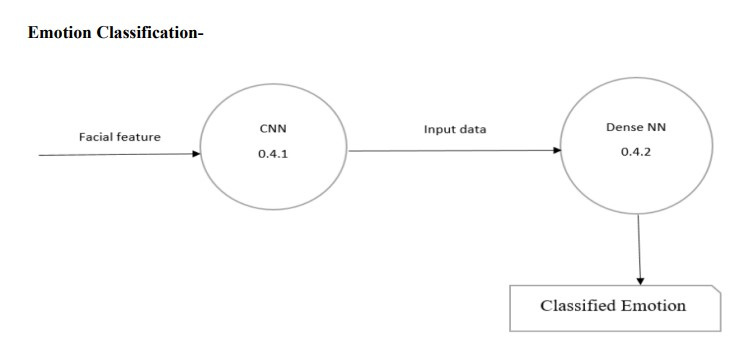 Emotion Classification-
Facial feature
CNN
0.4.1
Input data
Dense NN
0.4.2
Classified Emotion